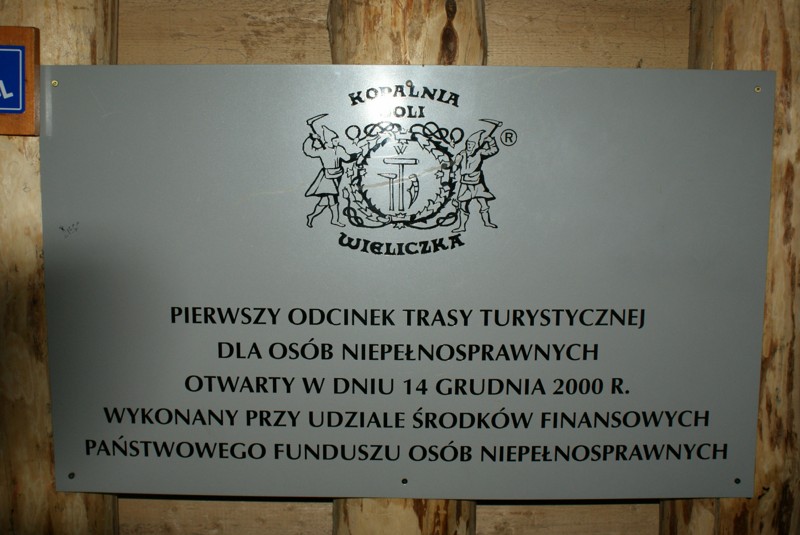 KOPALNIA
SOLI
W
®
WIELICZKA
PIERWSZY ODCINEK TRASY TURYSTYCZNEJ
DLA OSÓB NIEPEŁNOSPRAWNYCH
OTWARTY W DNIU 14 GRUDNIA 2000 R.
WYKONANY PRZY UDZIALE ŚRODKÓW FINANSOWYCH
PAŃSTWOWEGO FUNDUSZU OSÓB NIEPEŁNOSPRAWNYCH